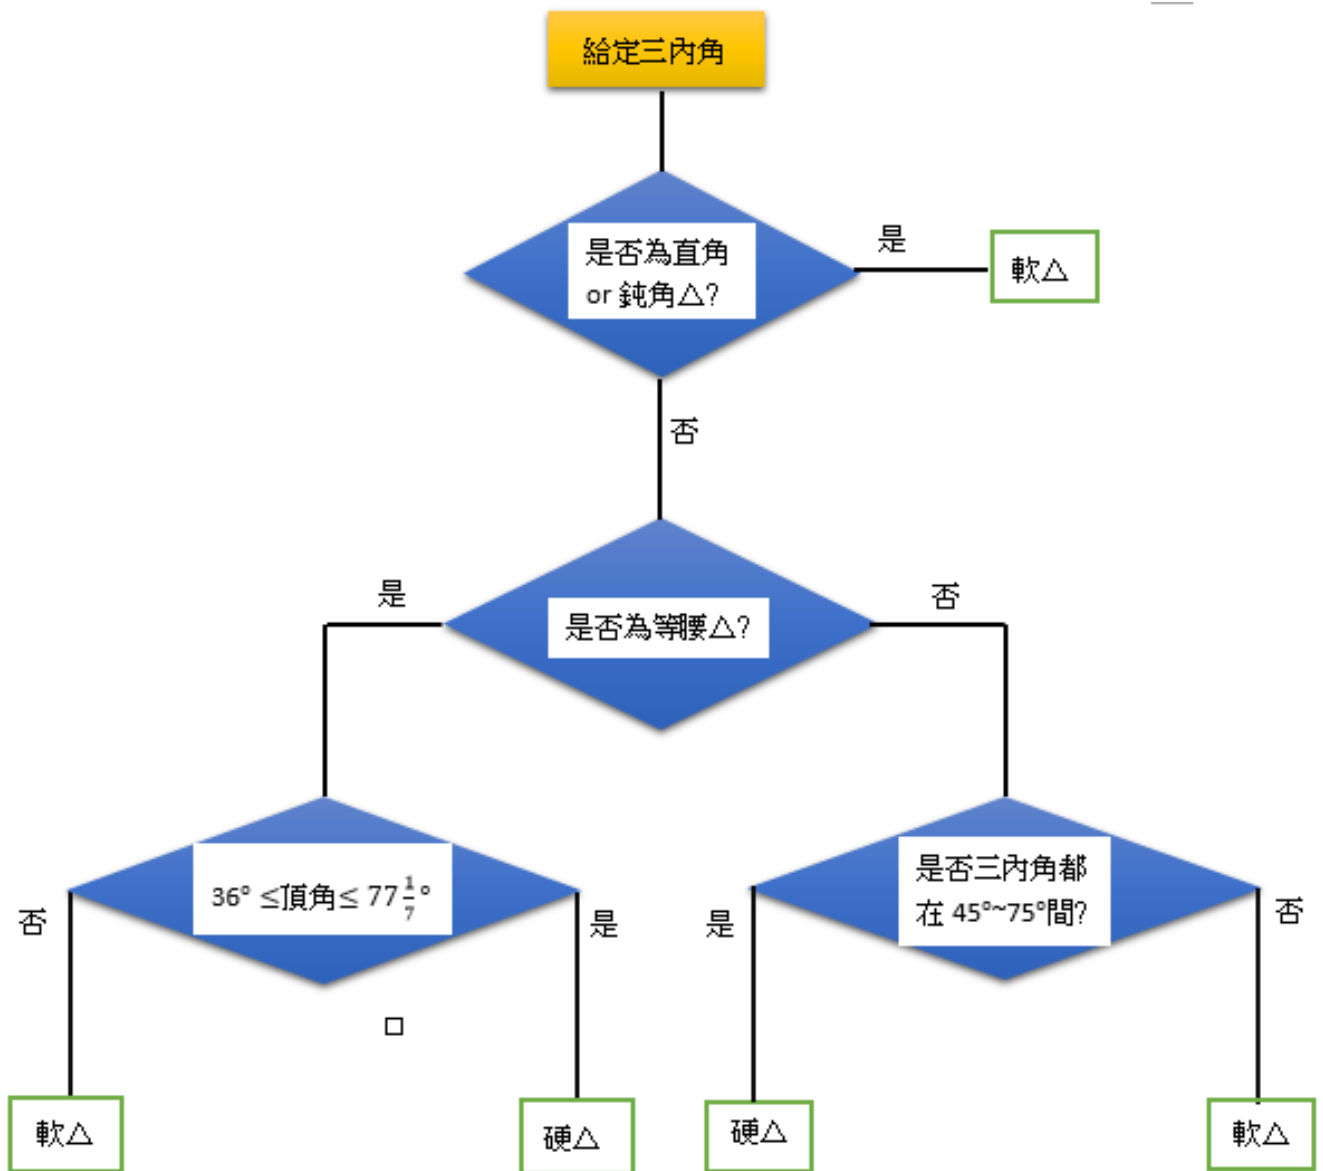 給定三內角
是否為直角
or 鈍角△?
是
軟△
否
是否為等腰△?
是
否
36° ≤頂角≤ 77 1/7°
否
是
是否三內角都
在 45°~75°間?
是
否
軟△
硬△
硬△
軟△